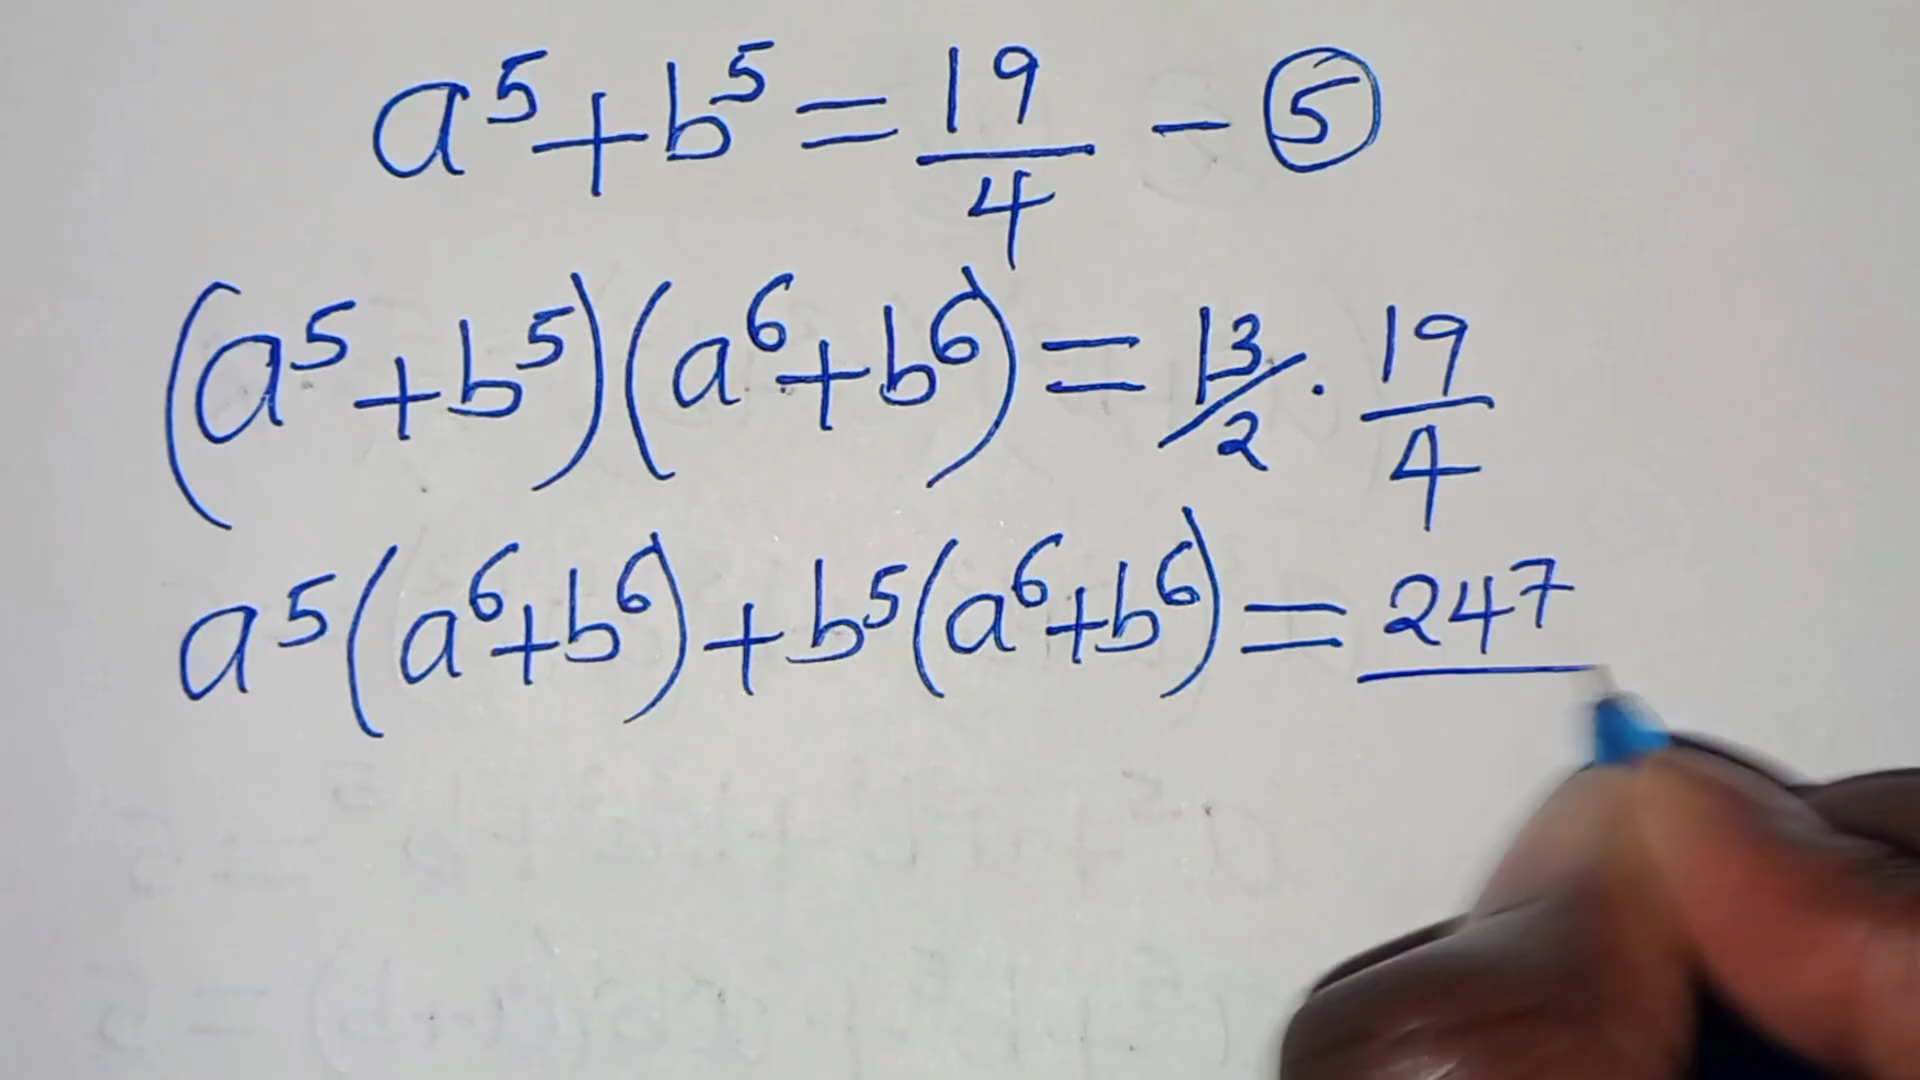 a⁵+b⁵=19/4 - ⑤
(a⁵+b⁵)(a⁶+b⁶)=13/2.19/4
a⁵(a⁶+b⁶)+b⁵(a⁶+b⁶)=247